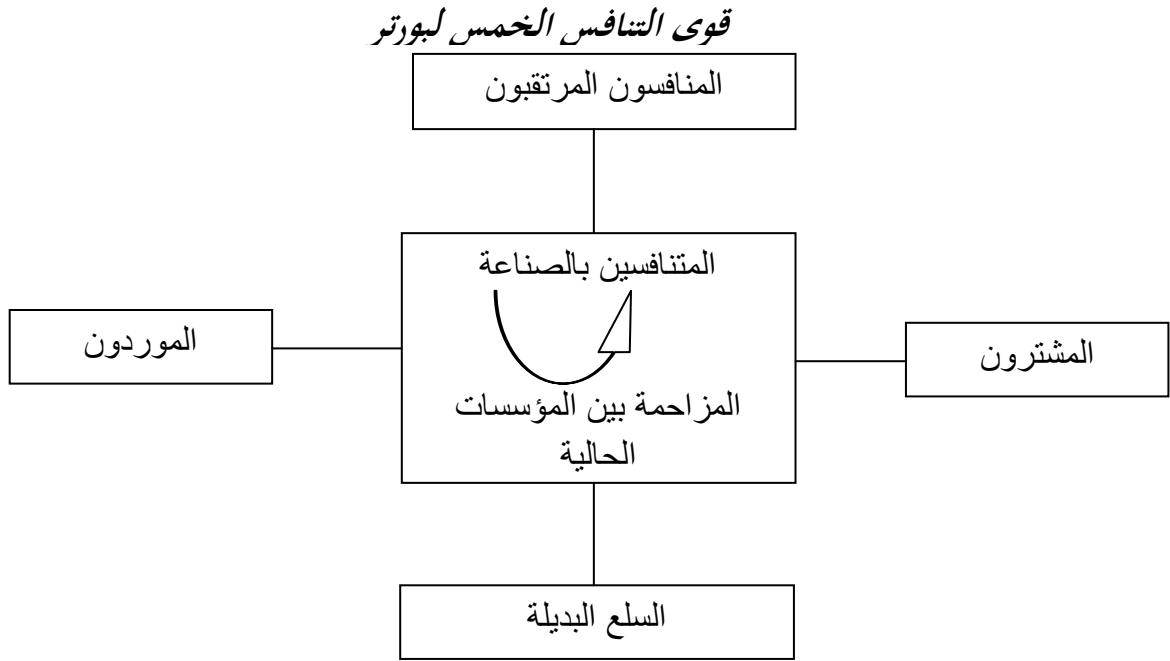 قوى التنافس الخمس لبورتر
المنافسون المرتقبون
المتنافسين بالصناعة
الموردون
المشترون
المزاحمة بين المؤسسات
الحالية
السلع البديلة